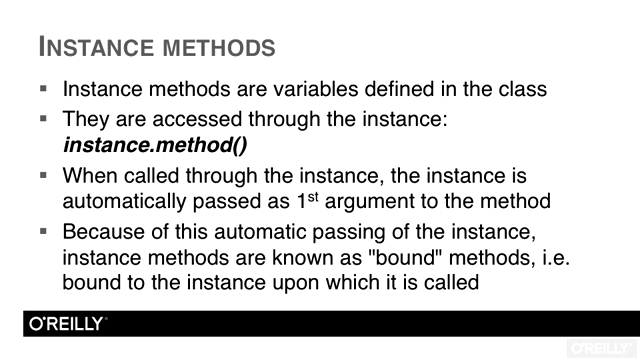 INSTANCE METHODS
▪ Instance methods are variables defined in the class
▪ They are accessed through the instance:
instance.method()
▪ When called through the instance, the instance is
automatically passed as 1st argument to the method
▪ Because of this automatic passing of the instance,
instance methods are known as "bound" methods, i.e.
bound to the instance upon which it is called
O'REILLY®
O'REILLY®